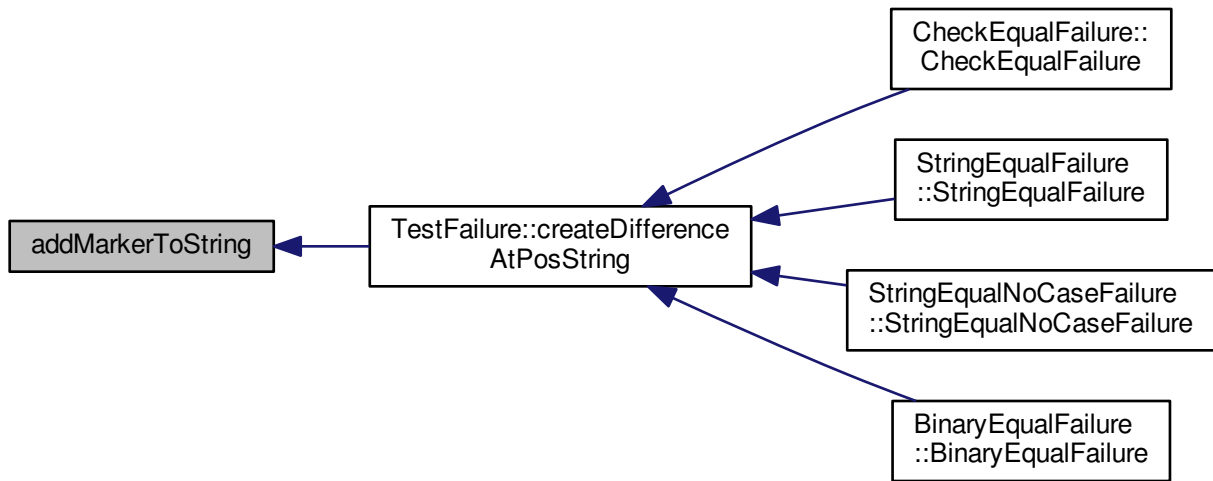 addMarkerToString
TestFailure::createDifference
AtPosString
CheckEqualFailure::
CheckEqualFailure
StringEqualFailure
::StringEqualFailure
StringEqualNoCaseFailure
::StringEqualNoCaseFailure
BinaryEqualFailure
::BinaryEqualFailure